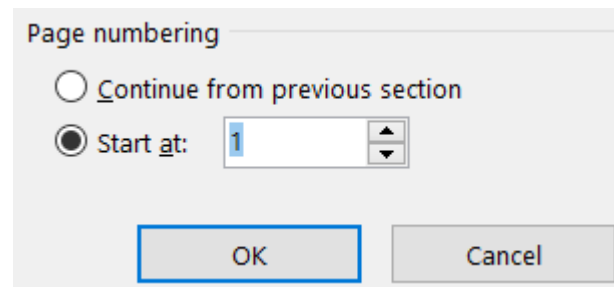 Page numbering
Continue from previous section
Start at: 1
OK Cancel